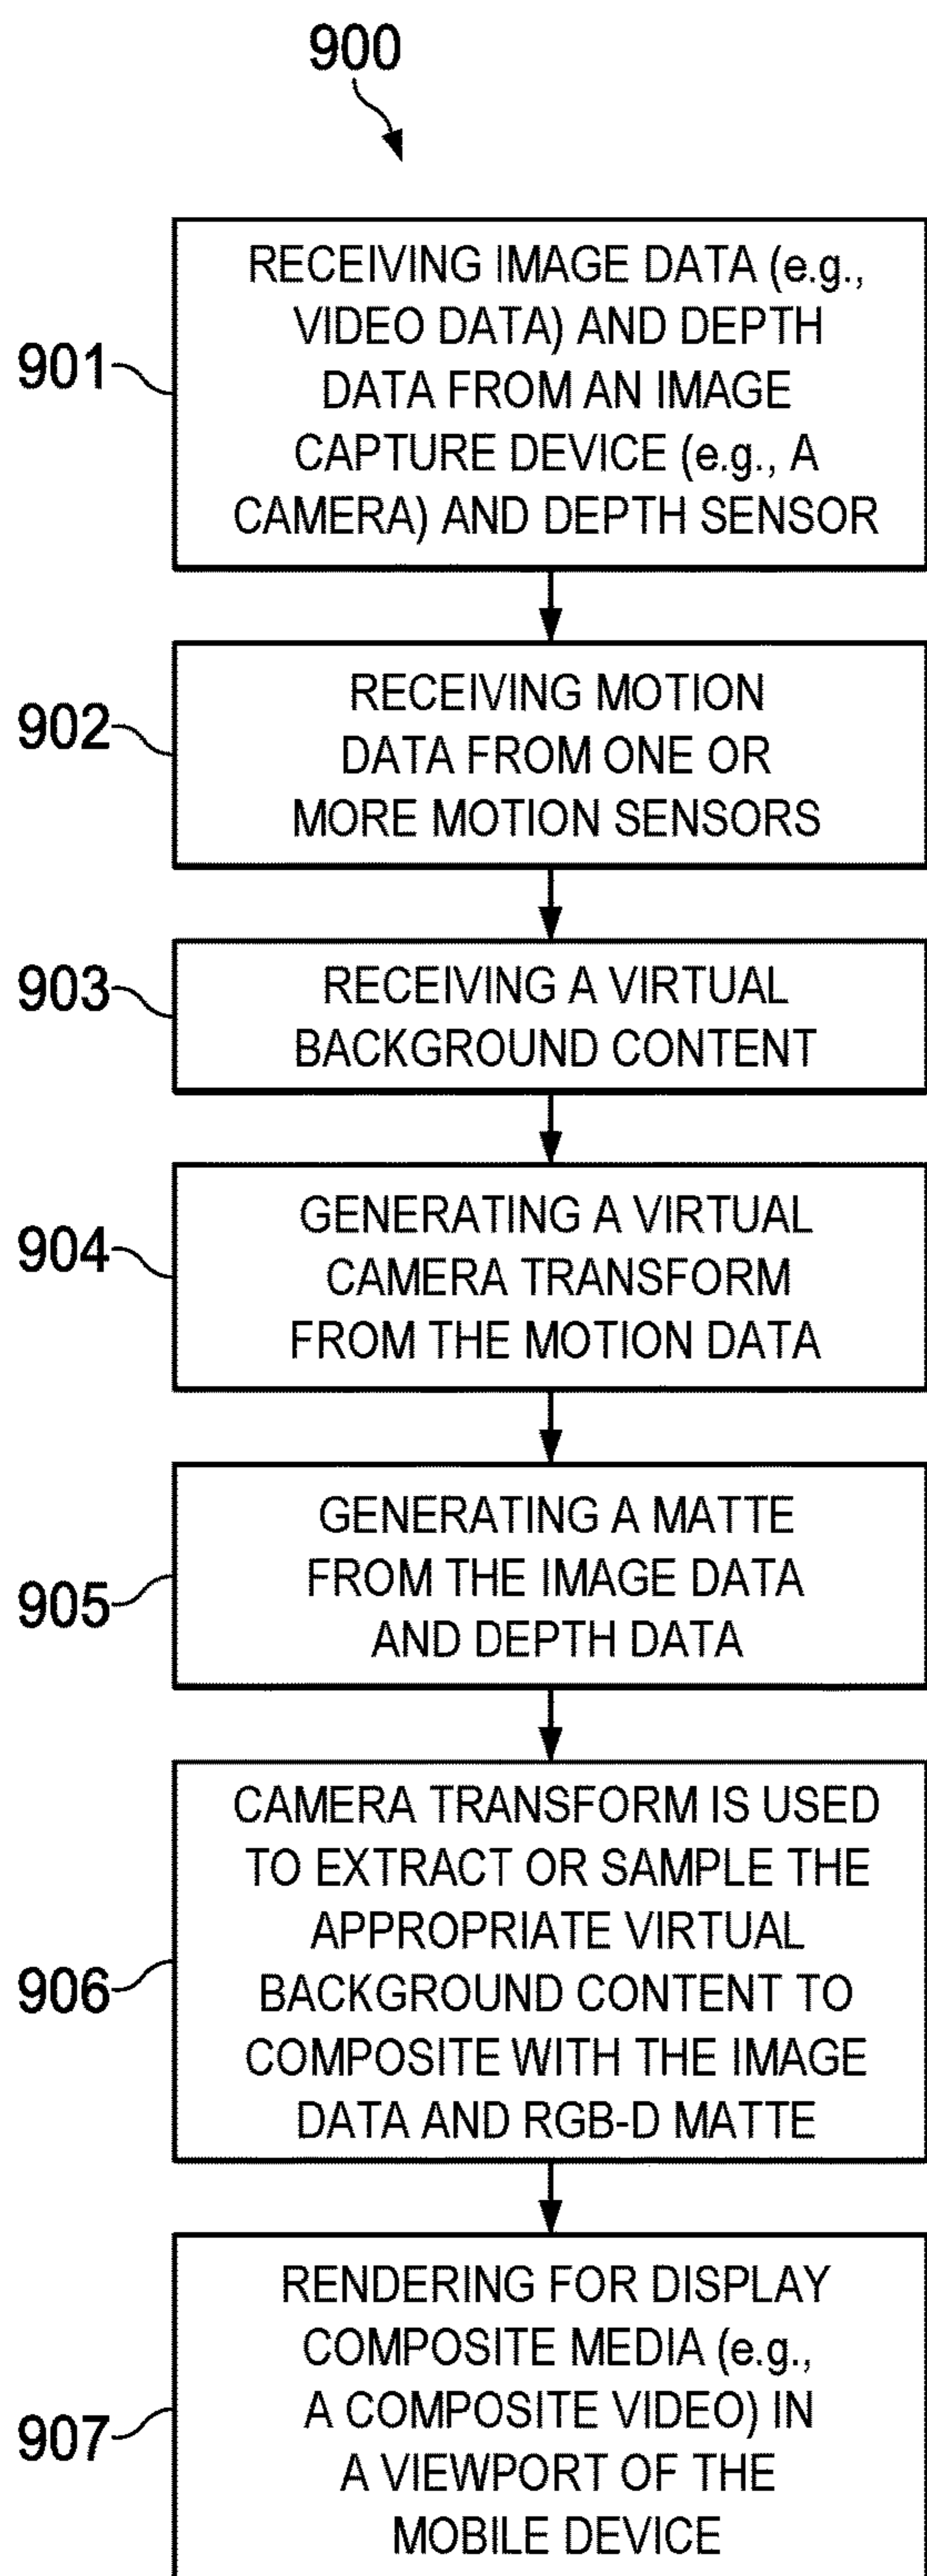 900
901
RECEIVING IMAGE DATA (e.g.,
VIDEO DATA) AND DEPTH
DATA FROM AN IMAGE
CAPTURE DEVICE (e.g., A
CAMERA) AND DEPTH SENSOR
902
RECEIVING MOTION
DATA FROM ONE OR
MORE MOTION SENSORS
903
RECEIVING A VIRTUAL
BACKGROUND CONTENT
904
GENERATING A VIRTUAL
CAMERA TRANSFORM
FROM THE MOTION DATA
905
GENERATING A MATTE
FROM THE IMAGE DATA
AND DEPTH DATA
906
CAMERA TRANSFORM IS USED
TO EXTRACT OR SAMPLE THE
APPROPRIATE VIRTUAL
BACKGROUND CONTENT TO
COMPOSITE WITH THE IMAGE
DATA AND RGB-D MATTE
907
RENDERING FOR DISPLAY
COMPOSITE MEDIA (e.g.,
A COMPOSITE VIDEO) IN
A VIEWPORT OF THE
MOBILE DEVICE